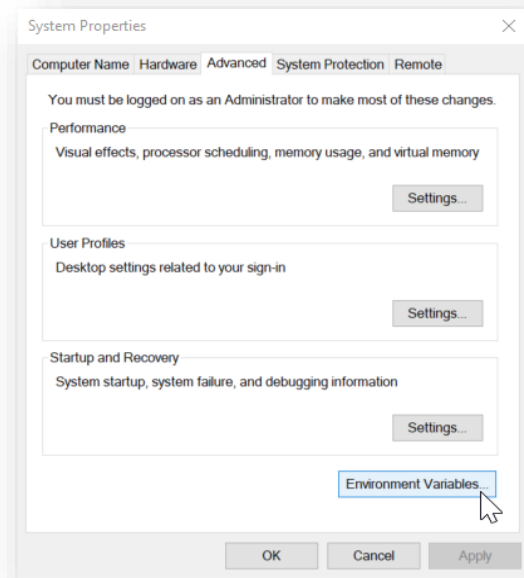 System Properties
Computer Name Hardware Advanced System Protection Remote
You must be logged on as an Administrator to make most of these changes.
Performance
Visual effects, processor scheduling, memory usage, and virtual memory
Settings...
User Profiles
Desktop settings related to your sign-in
Settings...
Startup and Recovery
System startup, system failure, and debugging information
Settings...
Environment Variables...
OK Cancel Apply